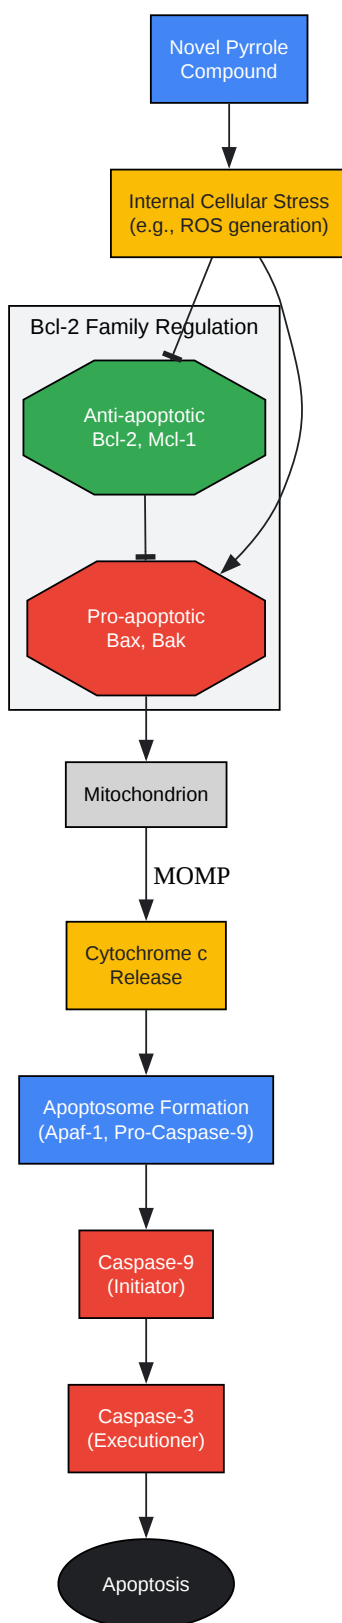 Novel Pyrrole
Compound
Internal Cellular Stress
(e.g., ROS generation)
Bcl-2 Family Regulation
Anti-apoptotic
Bcl-2, Mcl-1
Pro-apoptotic
Bax, Bak
Mitochondrion
MOMP
Cytochrome c
Release
Apoptosome Formation
(Apaf-1, Pro-Caspase-9)
Caspase-9
(Initiator)
Caspase-3
(Executioner)
Apoptosis